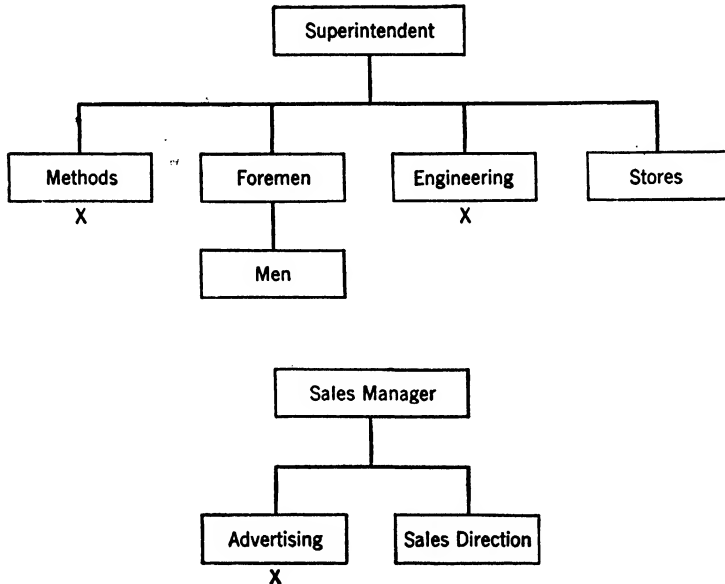 Superintendent
Methods Foremen Engineering Stores
X X
Men
Sales Manager
Advertising Sales Direction
X